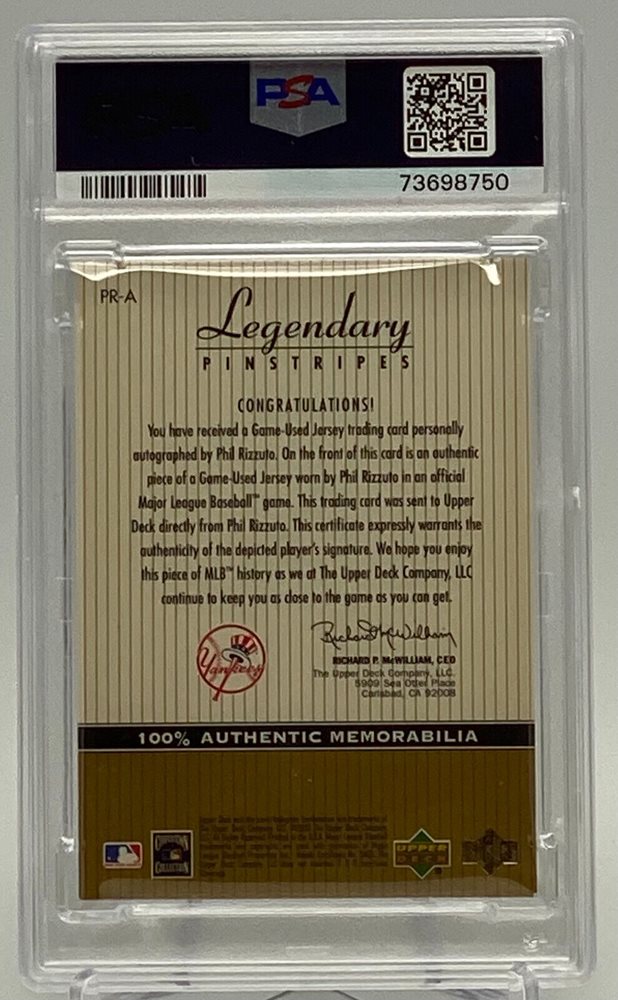 PSA
73698750
PR-A
Legendary
PINSTRIPES
CONGRATULATIONS!
You have received a Game-Used Jersey trading card personally
autographed by Phil Rizzuto. On the front of this card is an authentic
piece of a Game-Used Jersey worn by Phil Rizzuto in an official
Major League Baseball™ game. This trading card was sent to Upper
Deck directly from Phil Rizzuto. This certificate expressly warrants the
authenticity of the depicted player's signature. We hope you enjoy
this piece of MLB™ history as we at The Upper Deck Company, LLC
continue to keep you as close to the game as you can get.
Yankees
Richard P. McWilliam
RICHARD P. McWILLIAM, CEO
The Upper Deck Company, LLC.
5909 Sea Otter Place
Carlsbad, CA 92008
100% AUTHENTIC MEMORABILIA
UPPER
DECK